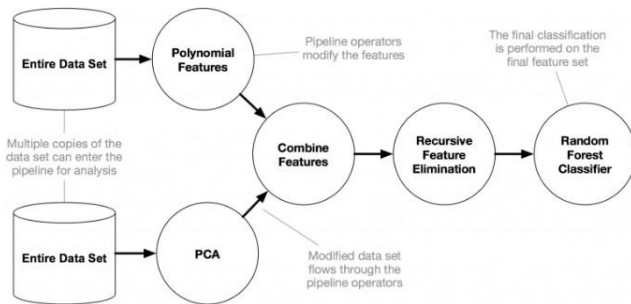 Entire Data Set
Polynomial
Features
Pipeline operators
modify the features
The final classification
is performed on the
final feature set
Multiple copies of the
data set can enter the
pipeline for analysis
Combine
Features
Recursive
Feature
Elimination
Random
Forest
Classifier
Entire Data Set
PCA
Modified data set
flows through the
pipeline operators